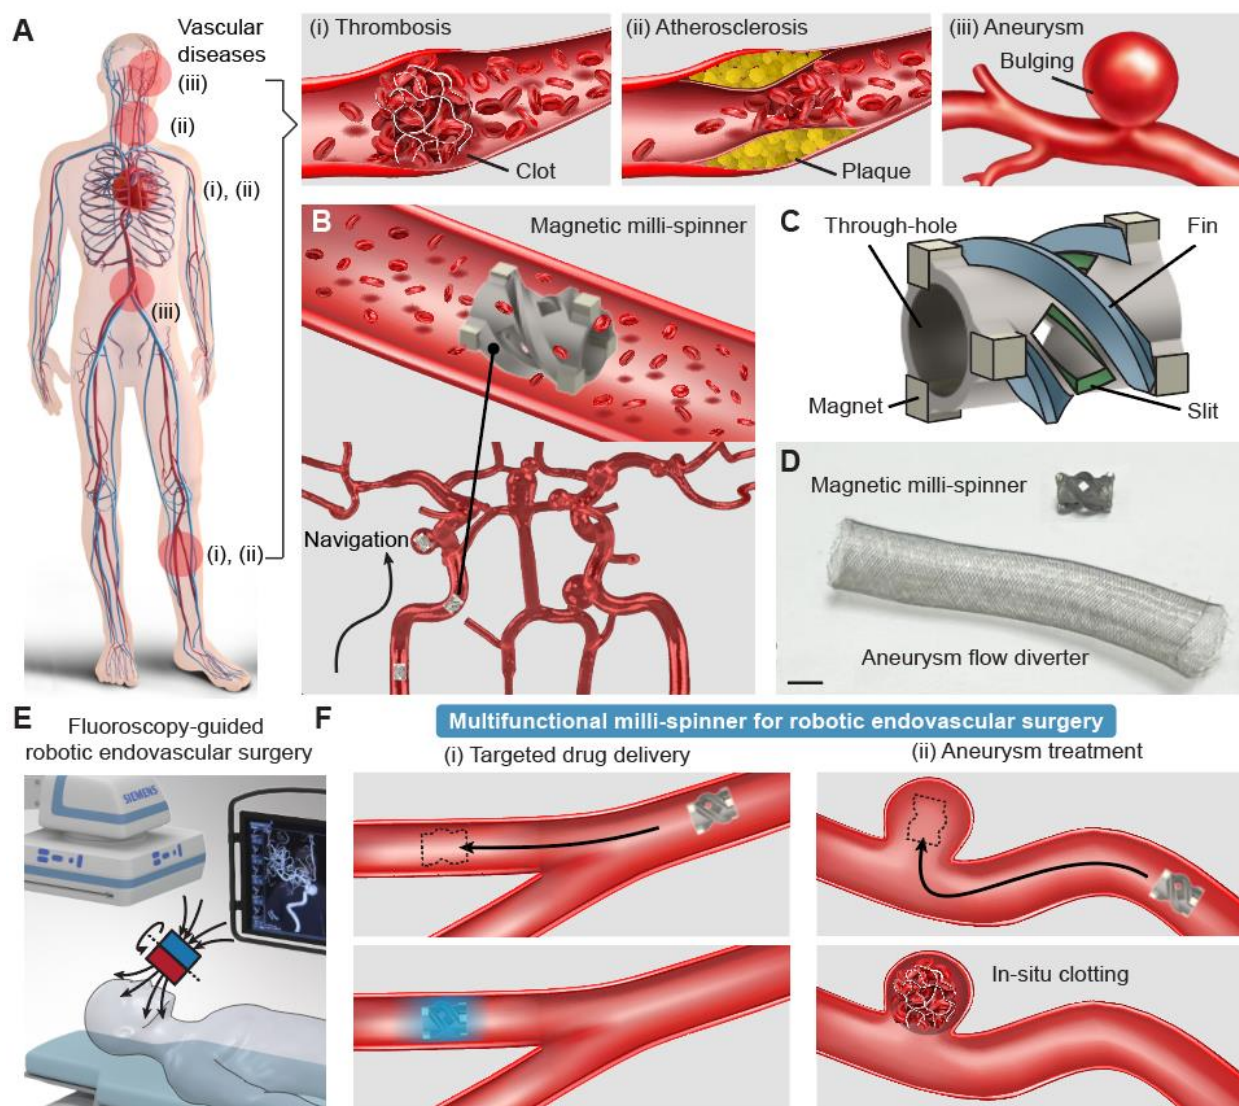 A
Vascular
diseases
(iii)
(ii)
(i), (ii)
(iii)
(i), (ii)
(i) Thrombosis
Clot
(ii) Atherosclerosis
Plaque
(iii) Aneurysm
Bulging
B
Magnetic milli-spinner
Navigation
C
Through-hole
Fin
Magnet
Slit
D
Magnetic milli-spinner
Aneurysm flow diverter
E
Fluoroscopy-guided
robotic endovascular surgery
SIEMENS
F
Multifunctional milli-spinner for robotic endovascular surgery
(i) Targeted drug delivery
(ii) Aneurysm treatment
In-situ clotting